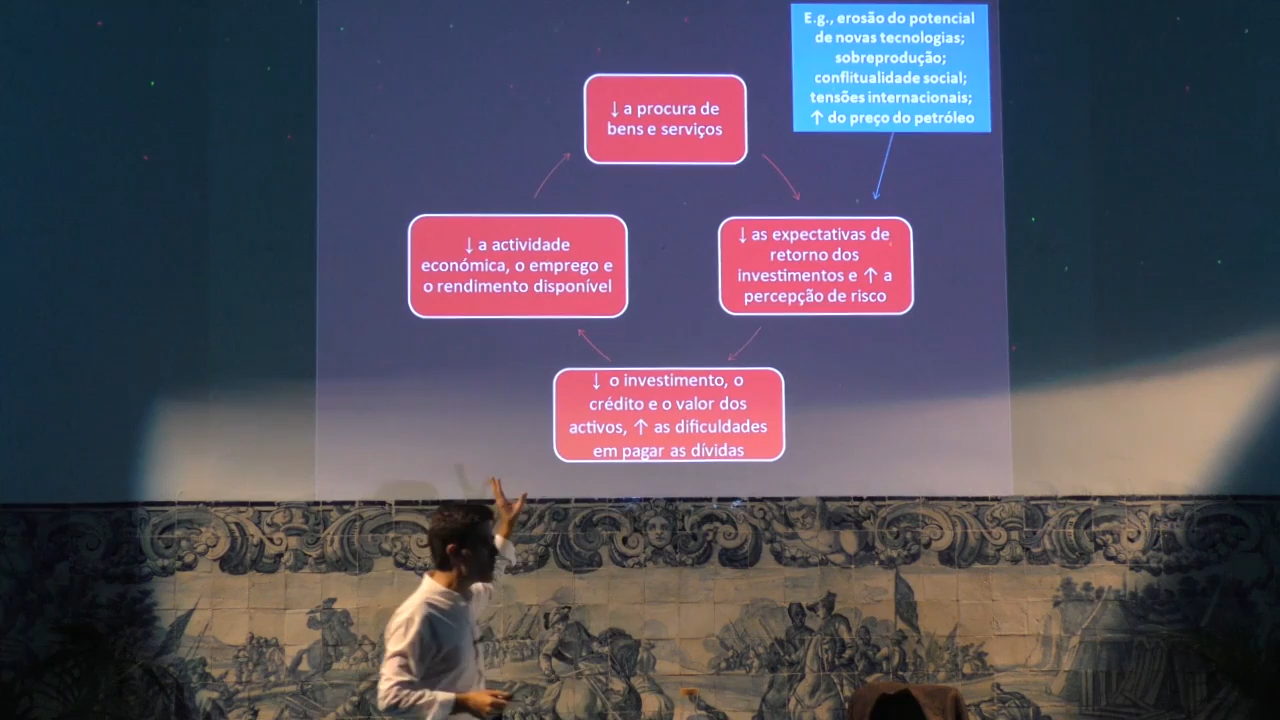 E.g., erosão do potencial
de novas tecnologias;
sobreprodução;
conflitualidade social;
tensões internacionais;
↑ do preço do petróleo
↓ a procura de
bens e serviços
↓ a actividade
económica, o emprego e
o rendimento disponível
↓ as expectativas de
retorno dos
investimentos e ↑ a
percepção de risco
↓ o investimento, o
crédito e o valor dos
activos, ↑ as dificuldades
em pagar as dívidas